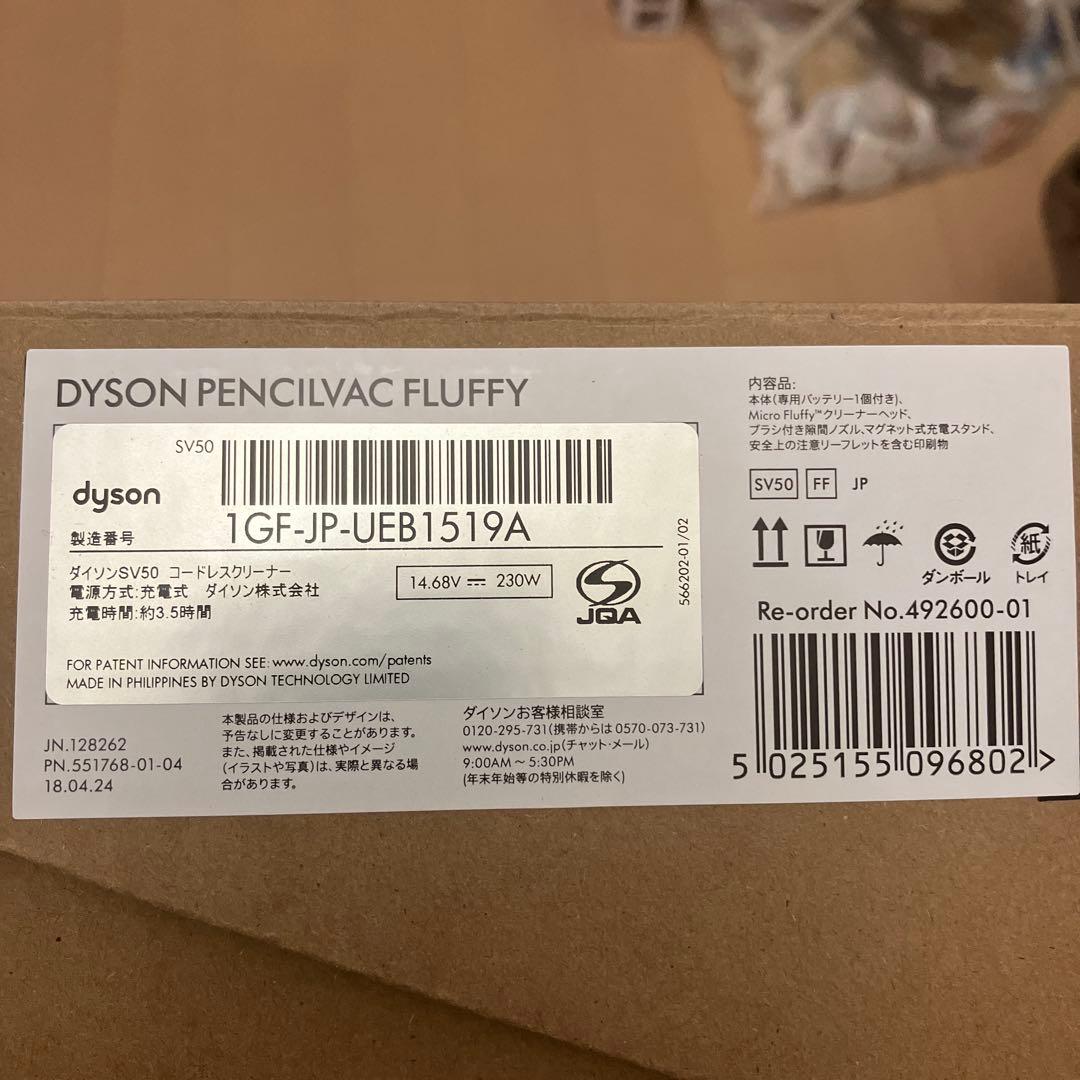 DYSON PENCILVAC FLUFFY
SV50
dyson
製造番号
1GF-JP-UEB1519A
ダイソンSV50 コードレスクリーナー
電源方式:充電式 ダイソン株式会社
充電時間:約3.5時間
14.68V ⎓ 230W
JQA
566202-01/02
FOR PATENT INFORMATION SEE: www.dyson.com/patents
MADE IN PHILIPPINES BY DYSON TECHNOLOGY LIMITED
JN.128262
PN.551768-01-04
18.04.24
本製品の仕様およびデザインは、
予告なしに変更することがあります。
また、掲載された仕様やイメージ
(イラストや写真)は、実際と異なる場
合があります。
ダイソンお客様相談室
0120-295-731(携帯からは 0570-073-731)
www.dyson.co.jp(チャット・メール)
9:00AM ~ 5:30PM
(年末年始等の特別休暇を除く)
内容品:
本体(専用バッテリー1個付き)、
Micro Fluffy™クリーナーヘッド、
ブラシ付き隙間ノズル、マグネット式充電スタンド、
安全上の注意リーフレットを含む印刷物
SV50 FF JP
紙
ダンボール トレイ
Re-order No.492600-01
5 025155 096802 >